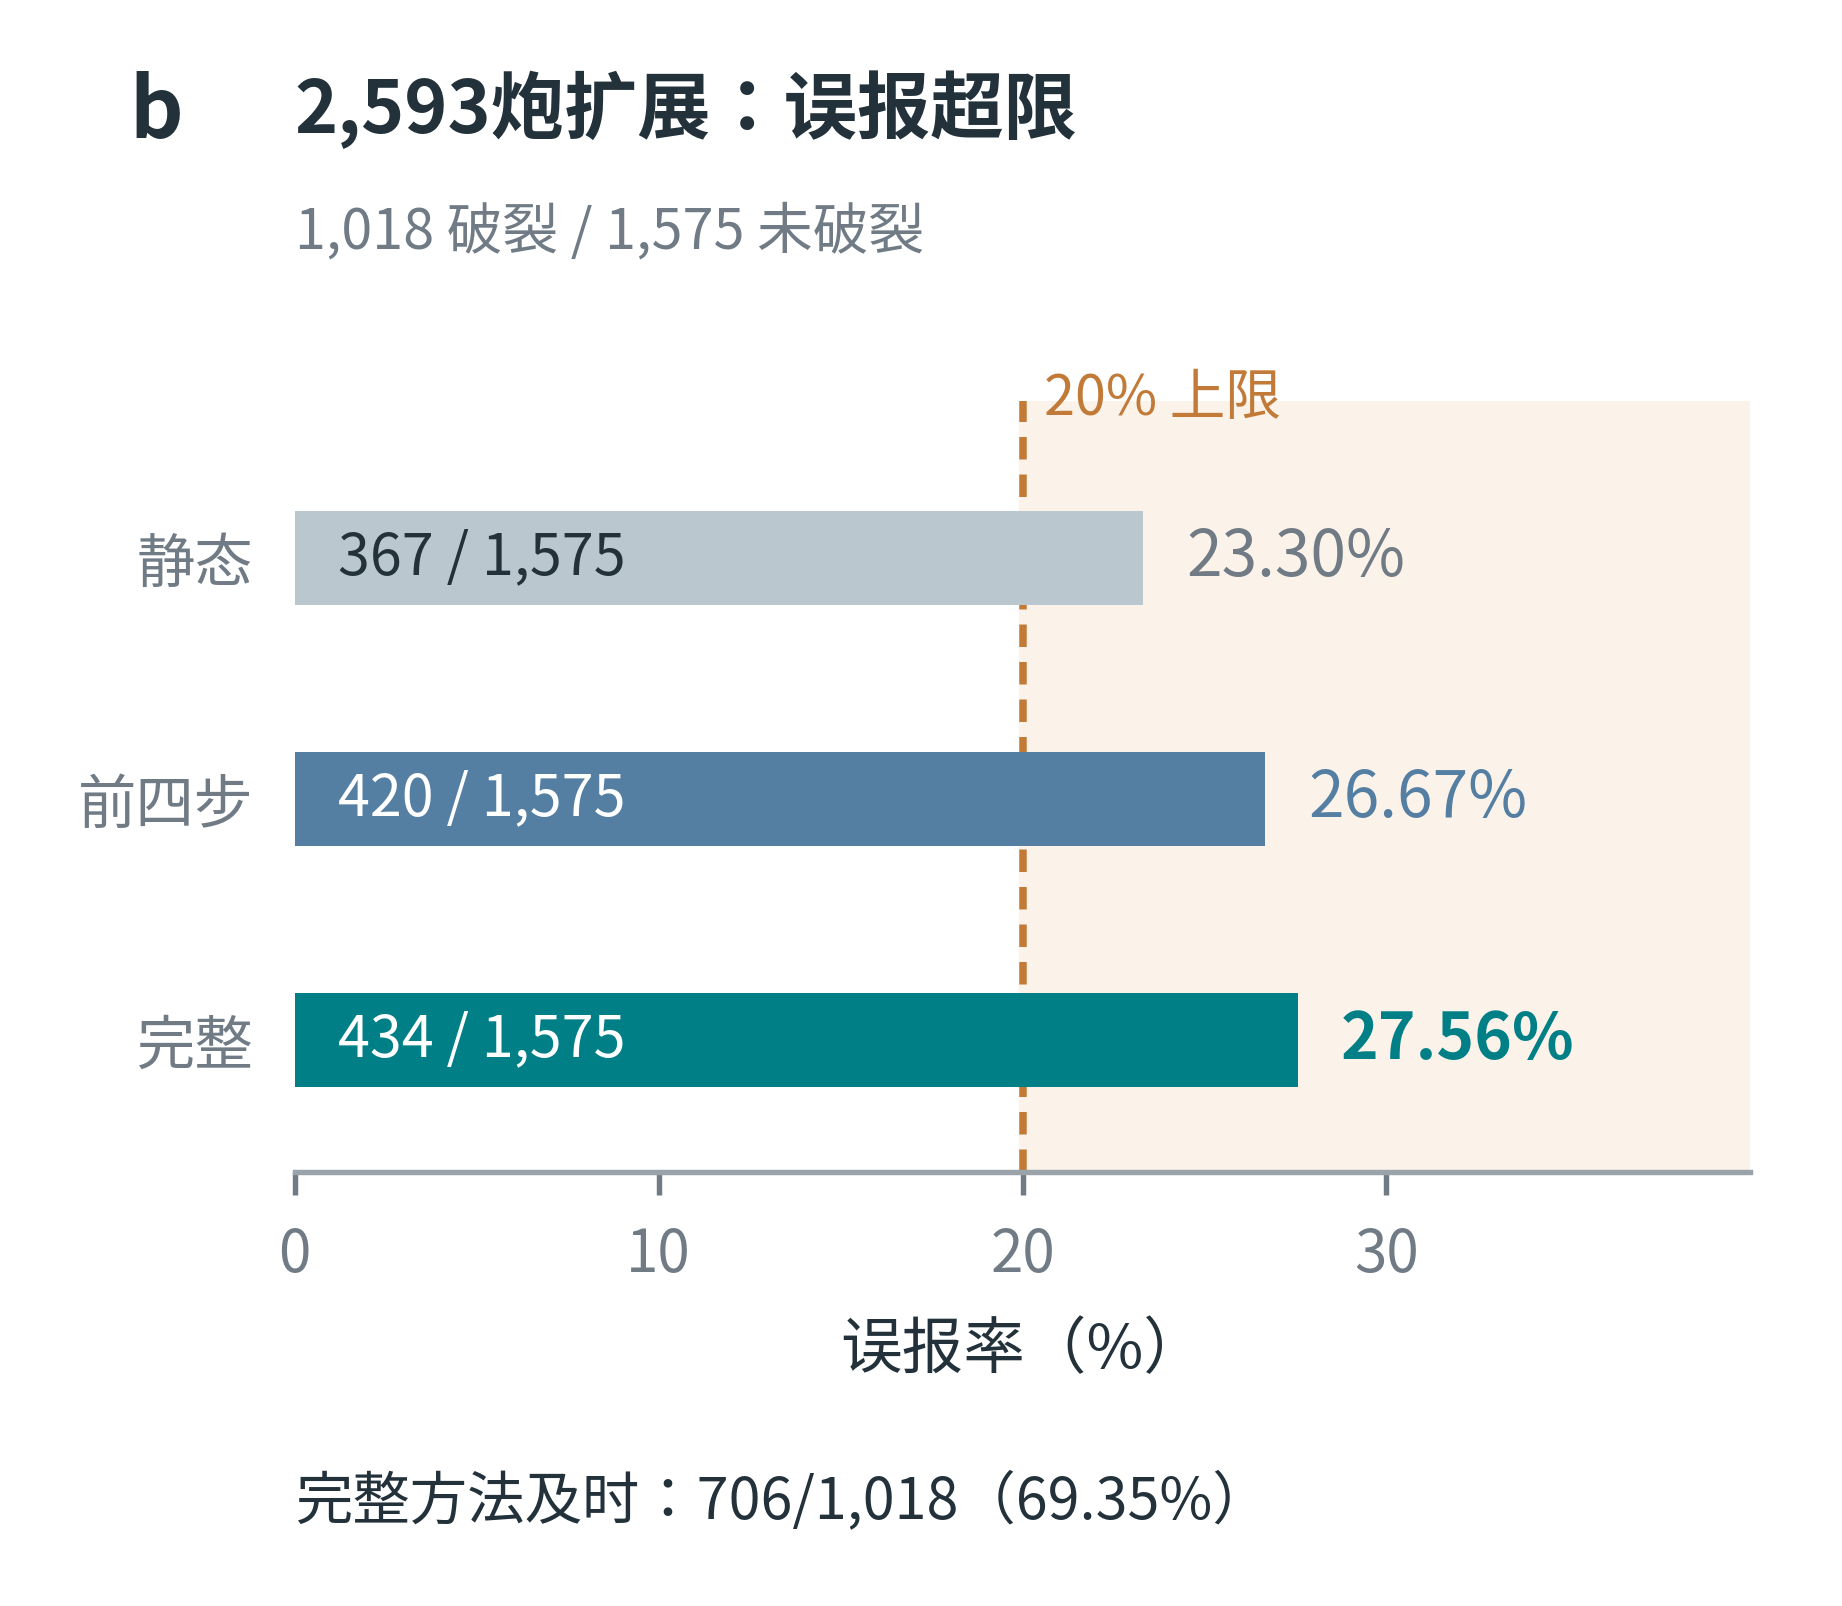 b 2,593炮扩展：误报超限
1,018 破裂 / 1,575 未破裂
20% 上限
静态 367 / 1,575 23.30%
前四步 420 / 1,575 26.67%
完整 434 / 1,575 27.56%
0 10 20 30
误报率（%）
完整方法及时：706/1,018（69.35%）